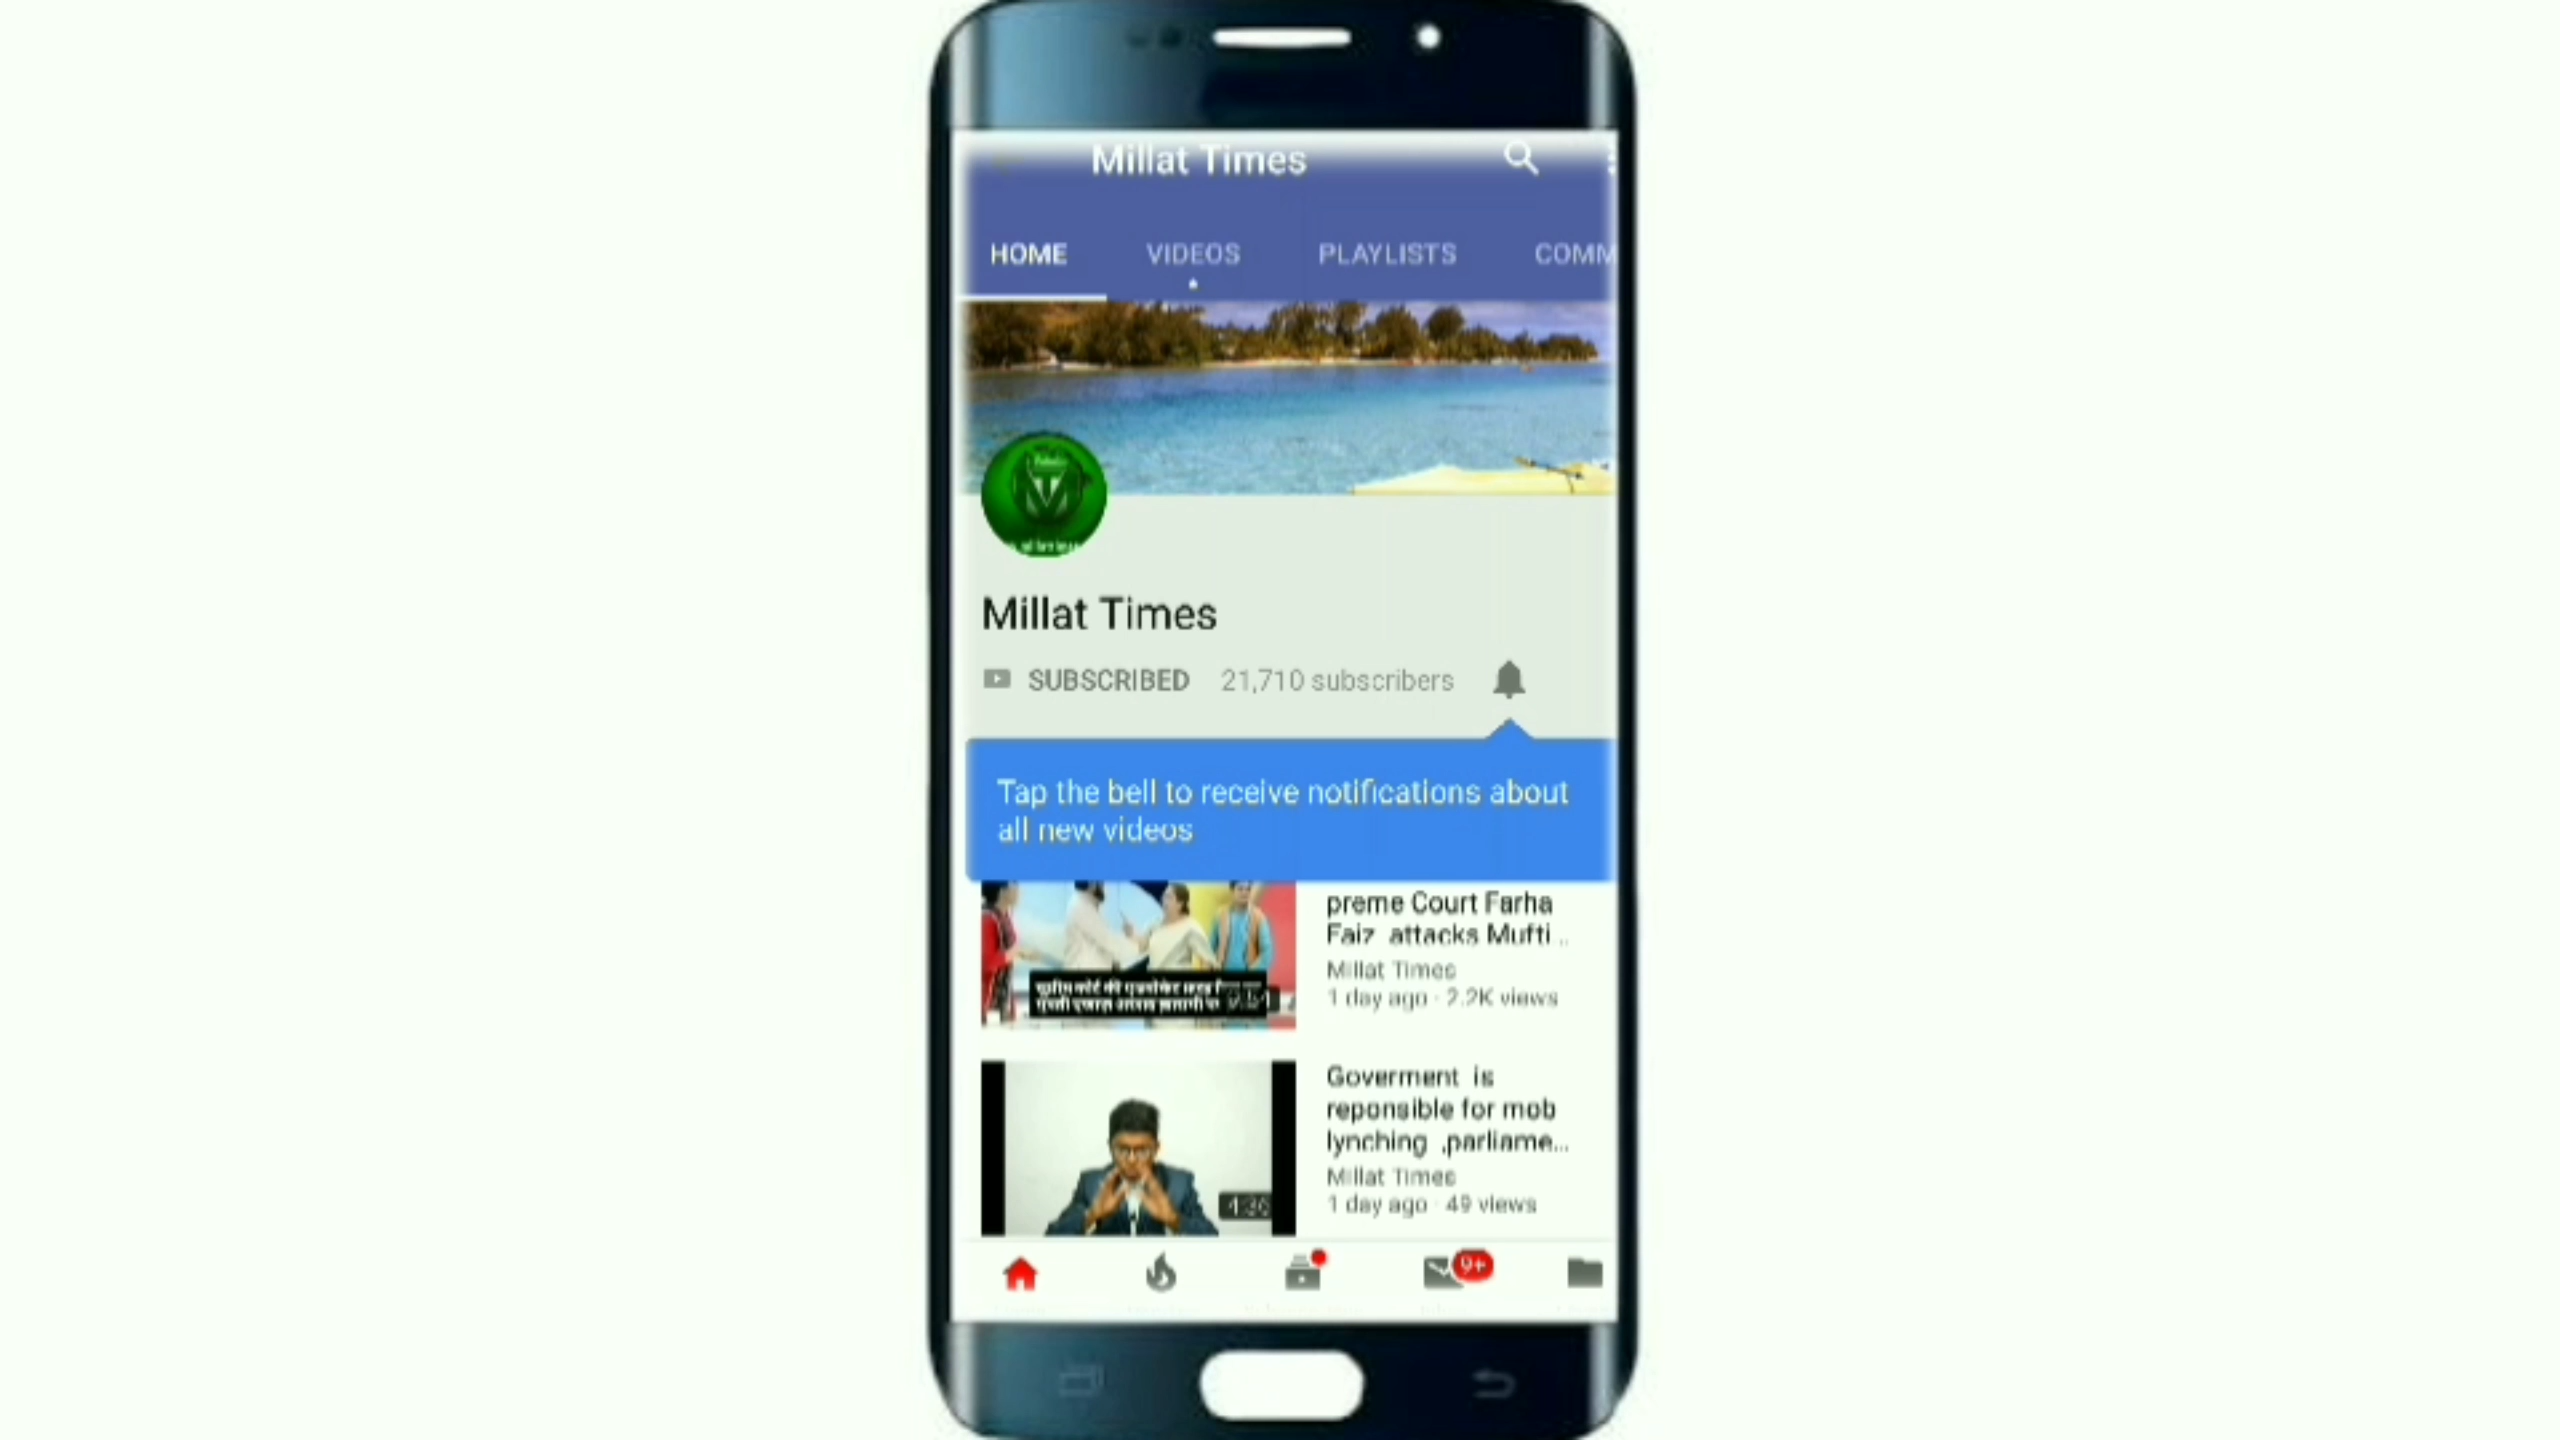 Millat Times
HOME VIDEOS PLAYLISTS COMM
Millat Times
SUBSCRIBED 21,710 subscribers
Tap the bell to receive notifications about
all new videos
preme Court Farha
Faiz attacks Mufti ..
Millat Times
1 day ago · 2.2K views
Goverment is
reponsible for mob
lynching ,parliame...
Millat Times
1 day ago · 49 views
4:36
9+